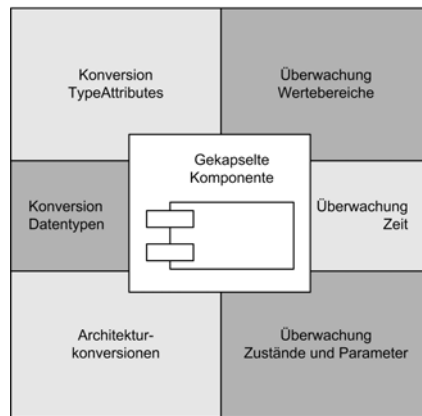 Konversion
TypeAttributes
Überwachung
Wertebereiche
Gekapselte
Komponente
Konversion
Datentypen
Überwachung
Zeit
Architektur-
konversionen
Überwachung
Zustände und Parameter